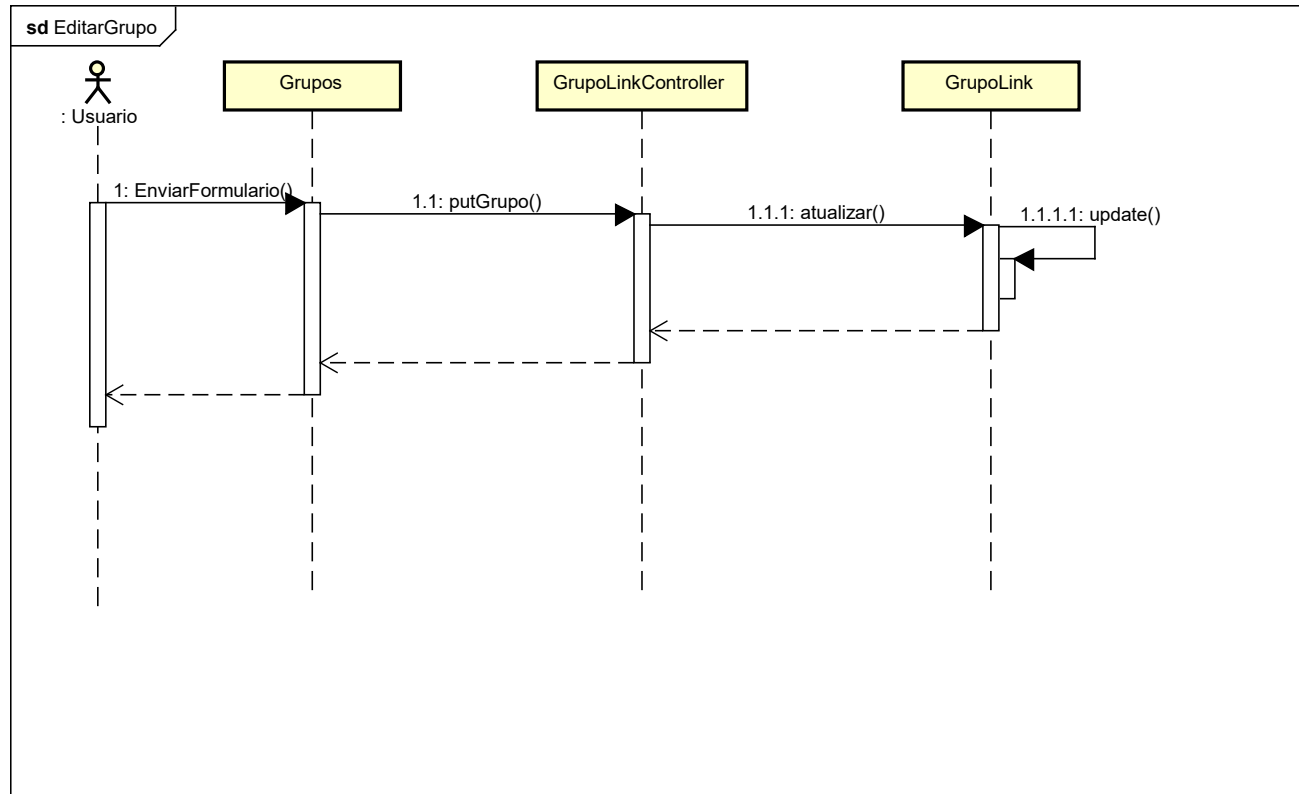 sd EditarGrupo
: Usuario
Grupos
GrupoLinkController
GrupoLink
1: EnviarFormulario()
1.1: putGrupo()
1.1.1: atualizar()
1.1.1.1: update()